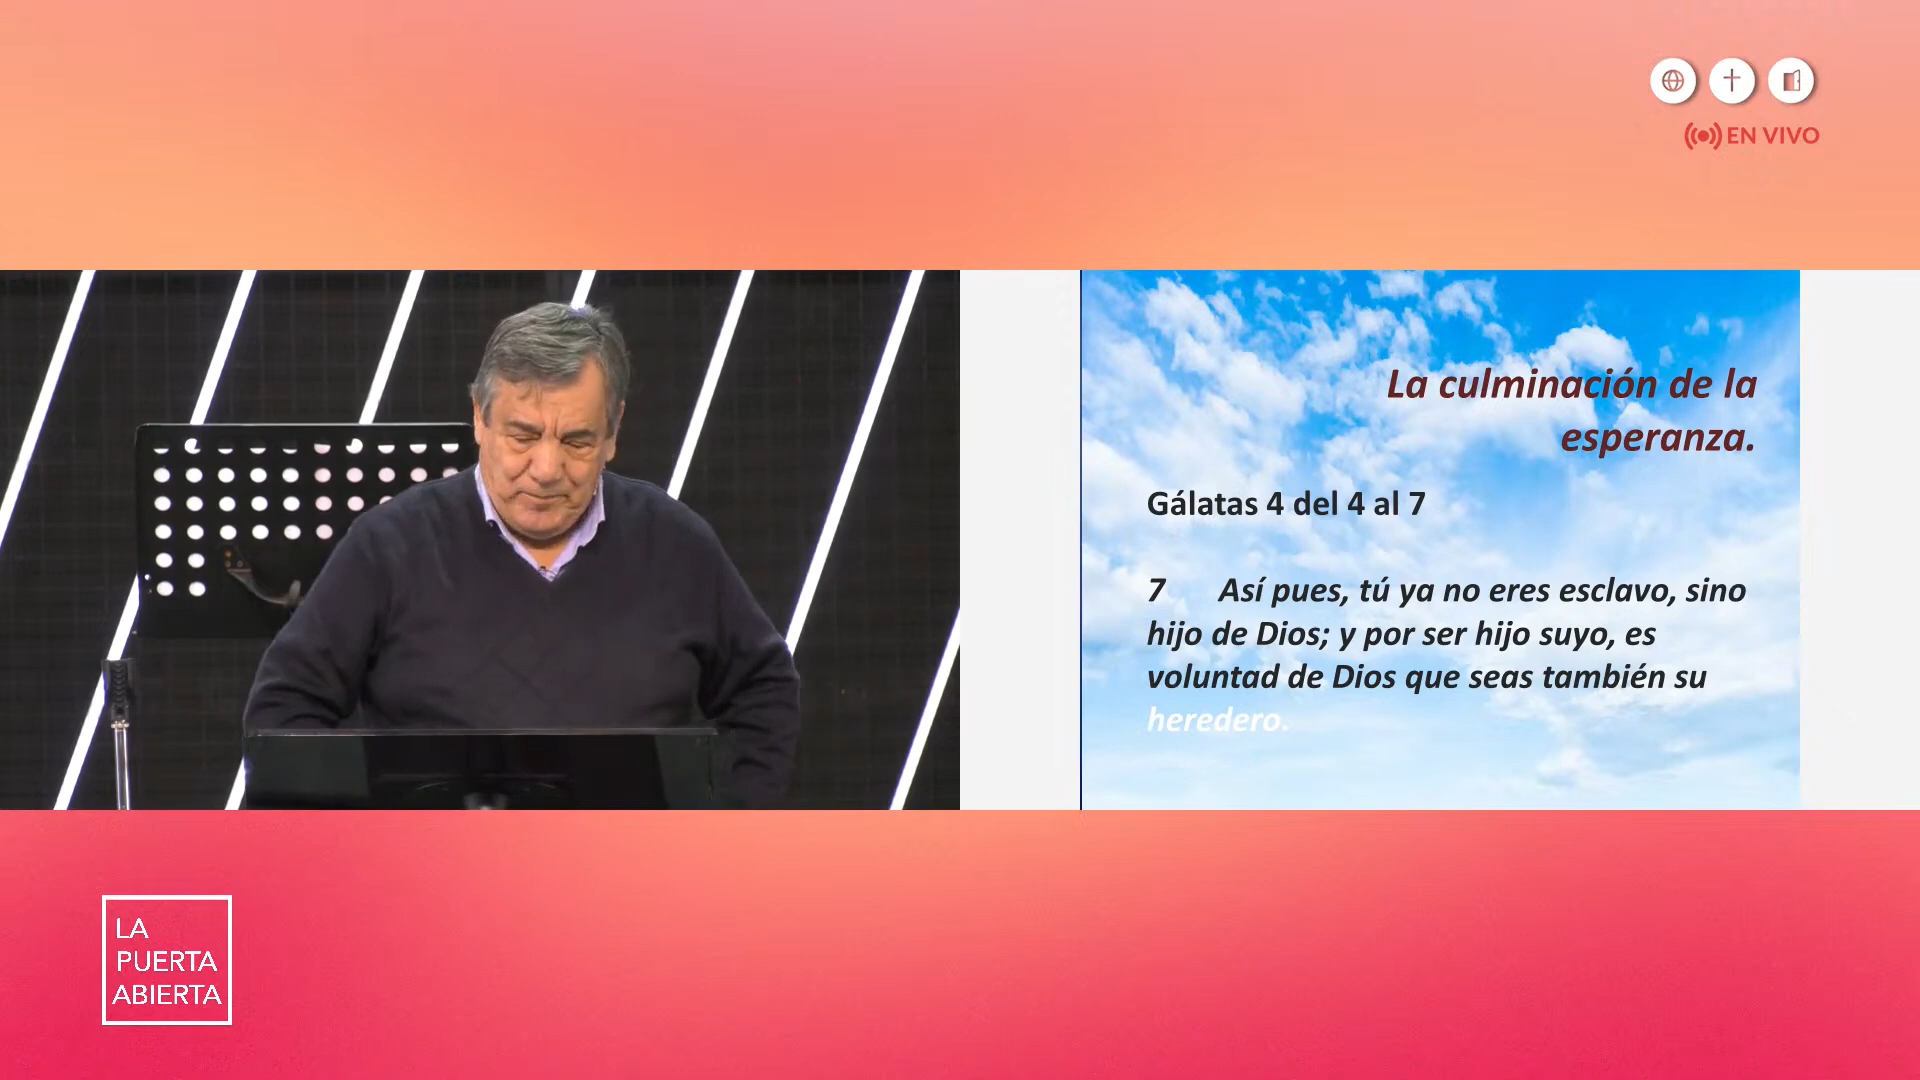 EN VIVO
La culminación de la
esperanza.
Gálatas 4 del 4 al 7
7 Así pues, tú ya no eres esclavo, sino
hijo de Dios; y por ser hijo suyo, es
voluntad de Dios que seas también su
heredero.
LA
PUERTA
ABIERTA